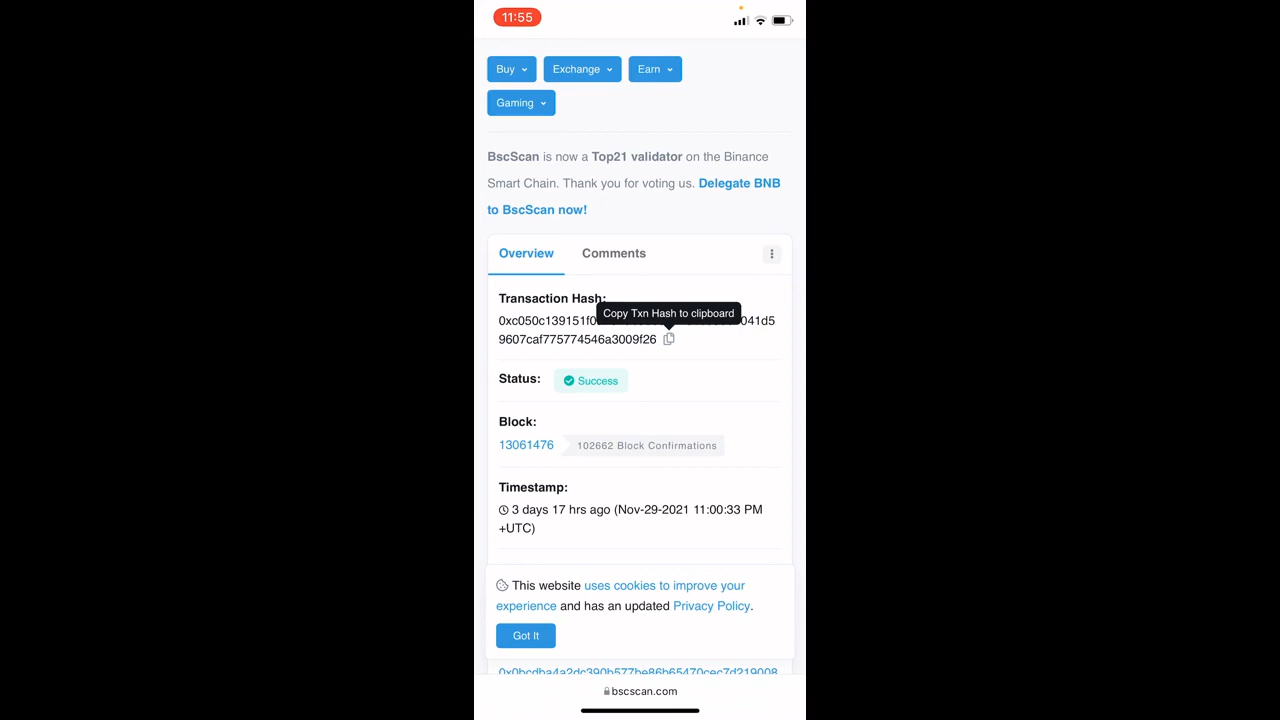 11:55
Buy
Exchange
Earn
Gaming
BscScan is now a Top21 validator on the Binance
Smart Chain. Thank you for voting us. Delegate BNB
to BscScan now!
Overview
Comments
Transaction Hash:
Copy Txn Hash to clipboard
0xc050c139151f0 041d5
9607caf775774546a3009f26
Status:
Success
Block:
13061476
102662 Block Confirmations
Timestamp:
3 days 17 hrs ago (Nov-29-2021 11:00:33 PM
+UTC)
This website uses cookies to improve your
experience and has an updated Privacy Policy.
Got It
bscscan.com